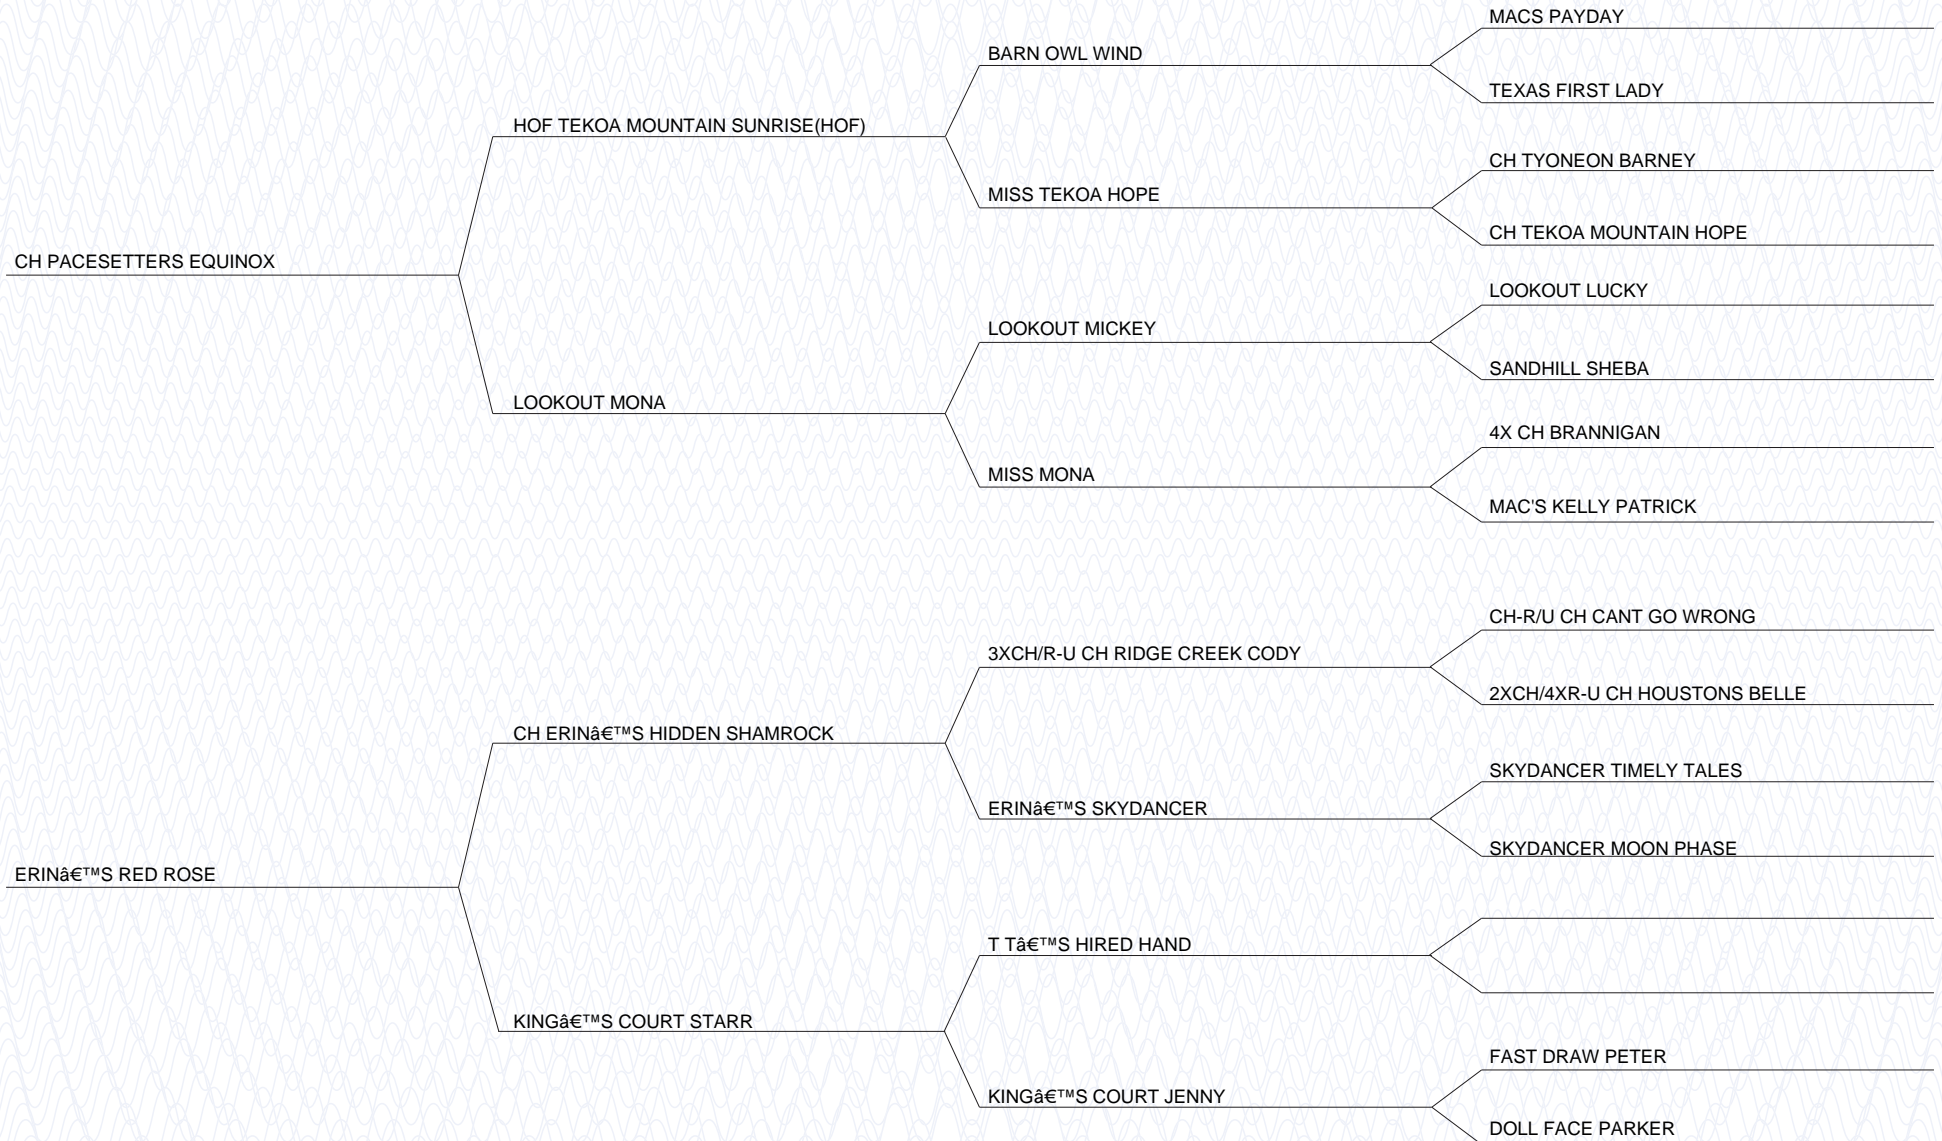 MACS PAYDAY
BARN OWL WIND
TEXAS FIRST LADY
HOF TEKOA MOUNTAIN SUNRISE(HOF)
CH TYONEON BARNEY
MISS TEKOA HOPE
CH TEKOA MOUNTAIN HOPE
CH PACESETTERS EQUINOX
LOOKOUT LUCKY
LOOKOUT MICKEY
SANDHILL SHEBA
LOOKOUT MONA
4X CH BRANNIGAN
MISS MONA
MAC'S KELLY PATRICK
CH-R/U CH CANT GO WRONG
3XCH/R-U CH RIDGE CREEK CODY
2XCH/4XR-U CH HOUSTONS BELLE
CH ERINâ€™S HIDDEN SHAMROCK
SKYDANCER TIMELY TALES
ERINâ€™S SKYDANCER
SKYDANCER MOON PHASE
ERINâ€™S RED ROSE
T Tâ€™S HIRED HAND
KINGâ€™S COURT STARR
FAST DRAW PETER
KINGâ€™S COURT JENNY
DOLL FACE PARKER